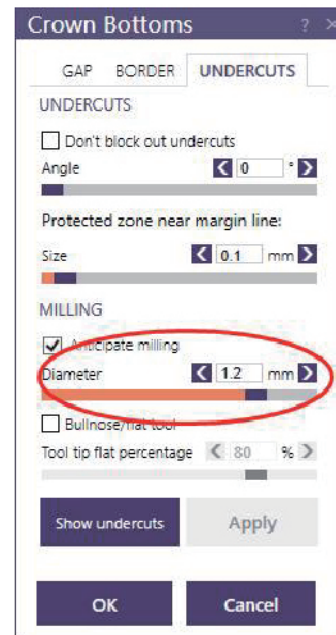 Crown Bottoms ? ×
GAP BORDER UNDERCUTS
UNDERCUTS
Don't block out undercuts
Angle 0 °
Protected zone near margin line:
Size 0.1 mm
MILLING
Anticipate milling
Diameter 1.2 mm
Bullnose/flat tool
Tool tip flat percentage 80 %
Show undercuts Apply
OK Cancel